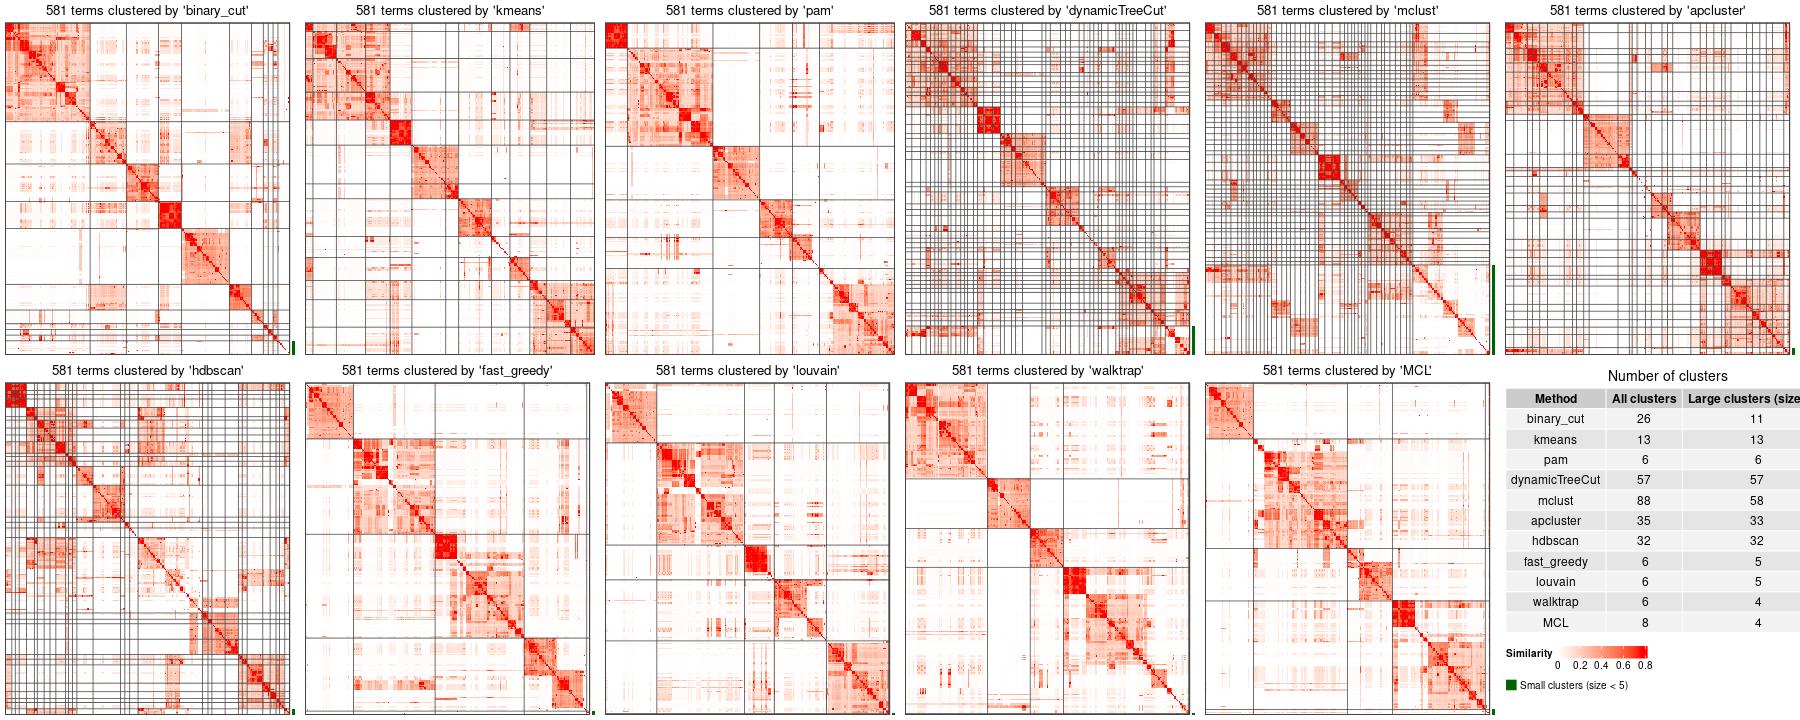 581 terms clustered by 'binary_cut'
581 terms clustered by 'kmeans'
581 terms clustered by 'pam'
581 terms clustered by 'dynamicTreeCut'
581 terms clustered by 'mclust'
581 terms clustered by 'apcluster'
581 terms clustered by 'hdbscan'
581 terms clustered by 'fast_greedy'
581 terms clustered by 'louvain'
581 terms clustered by 'walktrap'
581 terms clustered by 'MCL'
Number of clusters
Method All clusters Large clusters (size
binary_cut 26 11
kmeans 13 13
pam 6 6
dynamicTreeCut 57 57
mclust 88 58
apcluster 35 33
hdbscan 32 32
fast_greedy 6 5
louvain 6 5
walktrap 6 4
MCL 8 4
Similarity
0 0.2 0.4 0.6 0.8
Small clusters (size < 5)